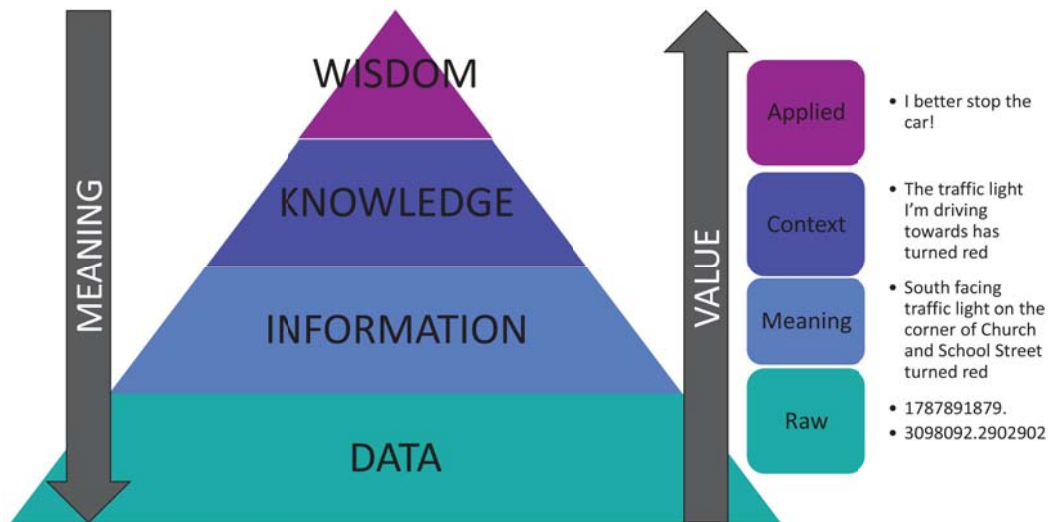 WISDOM
KNOWLEDGE
INFORMATION
DATA
MEANING
VALUE
Applied
• I better stop the
car!
Context
• The traffic light
I'm driving
towards has
turned red
Meaning
• South facing
traffic light on the
corner of Church
and School Street
turned red
Raw
• 1787891879.
• 3098092.2902902